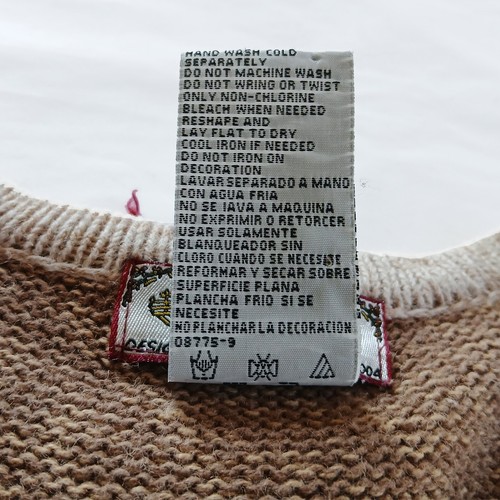 HAND WASH COLD
SEPARATELY
DO NOT MACHINE WASH
DO NOT WRING OR TWIST
ONLY NON-CHLORINE
BLEACH WHEN NEEDED
RESHAPE AND
LAY FLAT TO DRY
COOL IRON IF NEEDED
DO NOT IRON ON
DECORATION
LAVAR SEPARADO A MANO
CON AGUA FRIA
NO SE IAVA A MAQUINA
NO EXPRIMIR O RETORCER
USAR SOLAMENTE
BLANQUEADOR SIN
CLORO CUANDO SE NECESITE
REFORMAR Y SECAR SOBRE
SUPERFICIE PLANA
PLANCHA FRIO SI SE
NECESITE
NO PLANCHAR LA DECORACION
08775-9